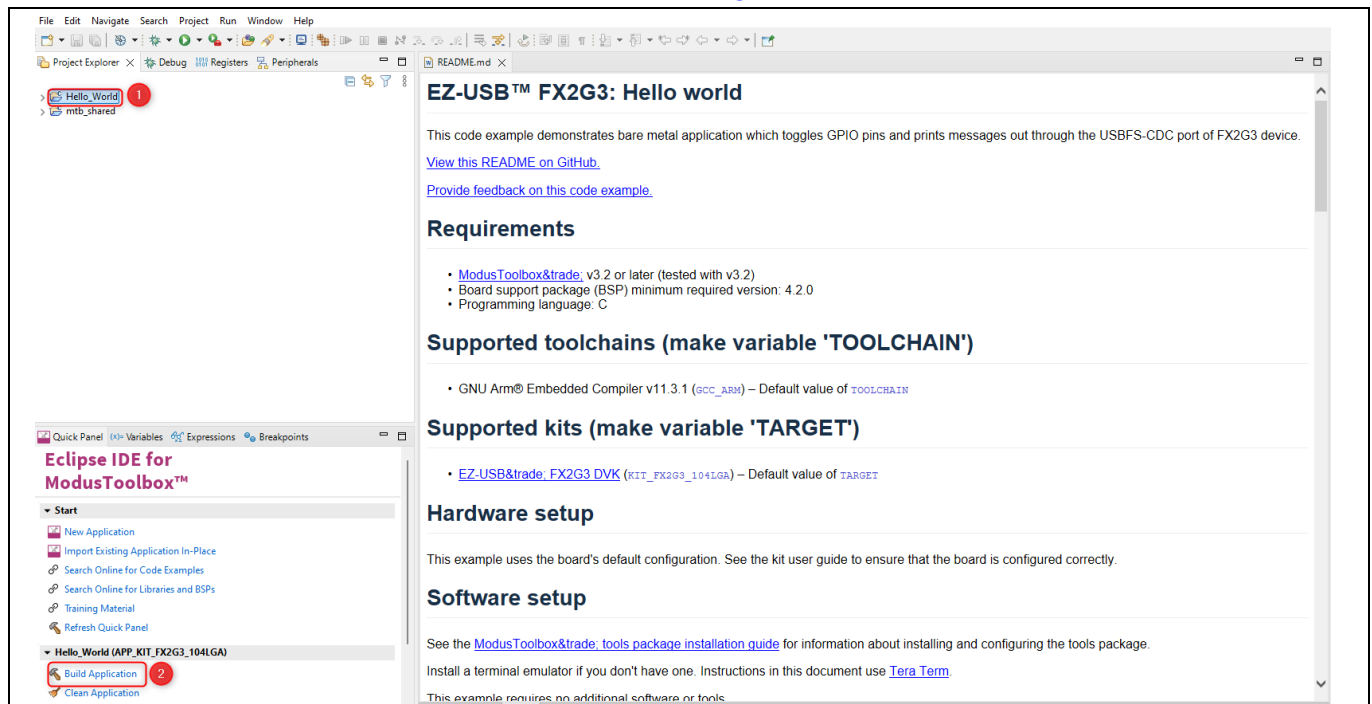 File Edit Navigate Search Project Run Window Help
Project Explorer Debug Registers Peripherals
README.md
Hello_World 1
mtb_shared
EZ-USB™ FX2G3: Hello world
This code example demonstrates bare metal application which toggles GPIO pins and prints messages out through the USBFS-CDC port of FX2G3 device.
View this README on GitHub.
Provide feedback on this code example.
Requirements
• ModusToolbox&trade; v3.2 or later (tested with v3.2)
• Board support package (BSP) minimum required version: 4.2.0
• Programming language: C
Supported toolchains (make variable 'TOOLCHAIN')
• GNU Arm® Embedded Compiler v11.3.1 (GCC_ARM) – Default value of TOOLCHAIN
Supported kits (make variable 'TARGET')
• EZ-USB&trade; FX2G3 DVK (KIT_FX2G3_104LGA) – Default value of TARGET
Hardware setup
This example uses the board's default configuration. See the kit user guide to ensure that the board is configured correctly.
Software setup
See the ModusToolbox&trade; tools package installation guide for information about installing and configuring the tools package.
Install a terminal emulator if you don't have one. Instructions in this document use Tera Term.
This example requires no additional software or tools
Quick Panel (x)= Variables Expressions Breakpoints
Eclipse IDE for
ModusToolbox™
Start
New Application
Import Existing Application In-Place
Search Online for Code Examples
Search Online for Libraries and BSPs
Training Material
Refresh Quick Panel
Hello_World (APP_KIT_FX2G3_104LGA)
Build Application 2
Clean Application